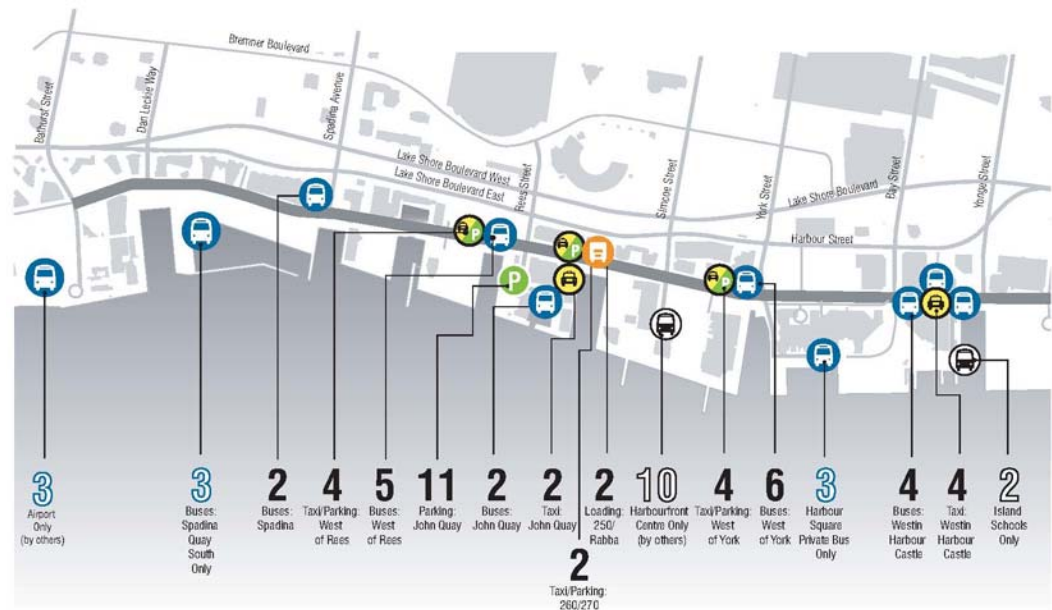 Bremner Boulevard
Bathurst Street
Dan Leckie Way
Spadina Avenue
Lake Shore Boulevard West
Lake Shore Boulevard East
Rees Street
Simcoe Street
York Street
Lake Shore Boulevard
Bay Street
Yonge Street
Harbour Street
P
P
P
P
3
Airport
Only
(by others)
3
Buses:
Spadina
Quay
South
Only
2
Buses:
Spadina
4
Taxi/Parking:
West
of Rees
5
Buses:
West
of Rees
11
Parking:
John Quay
2
Buses:
John Quay
2
Taxi:
John Quay
2
Loading:
250/
Rabba
2
Taxi/Parking:
260/270
10
Harbourfront
Centre Only
(by others)
4
Taxi/Parking:
West
of York
6
Buses:
West
of York
3
Harbour
Square
Private Bus
Only
4
Buses:
Westin
Harbour
Castle
4
Taxi:
Westin
Harbour
Castle
2
Island
Schools
Only